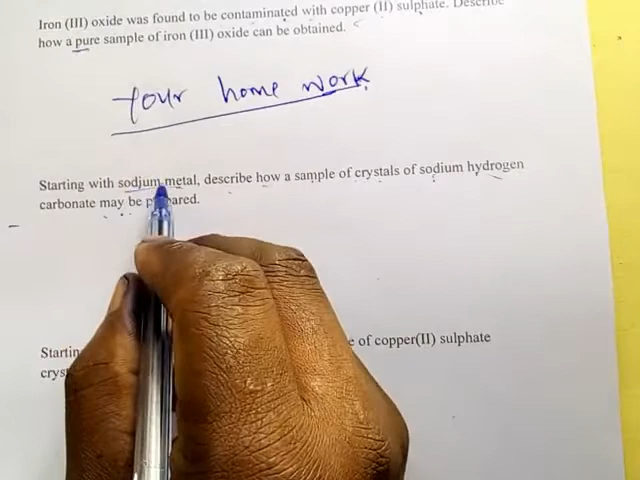 Iron (III) oxide was found to be contaminated with copper (II) sulphate. Describe
how a pure sample of iron (III) oxide can be obtained.
Your home work.
Starting with sodium metal, describe how a sample of crystals of sodium hydrogen
carbonate may be
of copper(II) sulphate